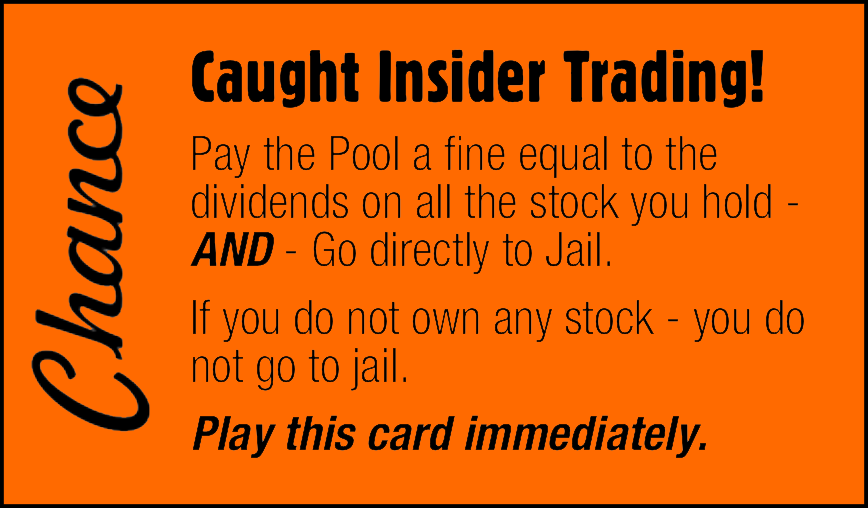 Chance
Caught Insider Trading!
Pay the Pool a fine equal to the
dividends on all the stock you hold -
AND - Go directly to Jail.
If you do not own any stock - you do
not go to jail.
Play this card immediately.